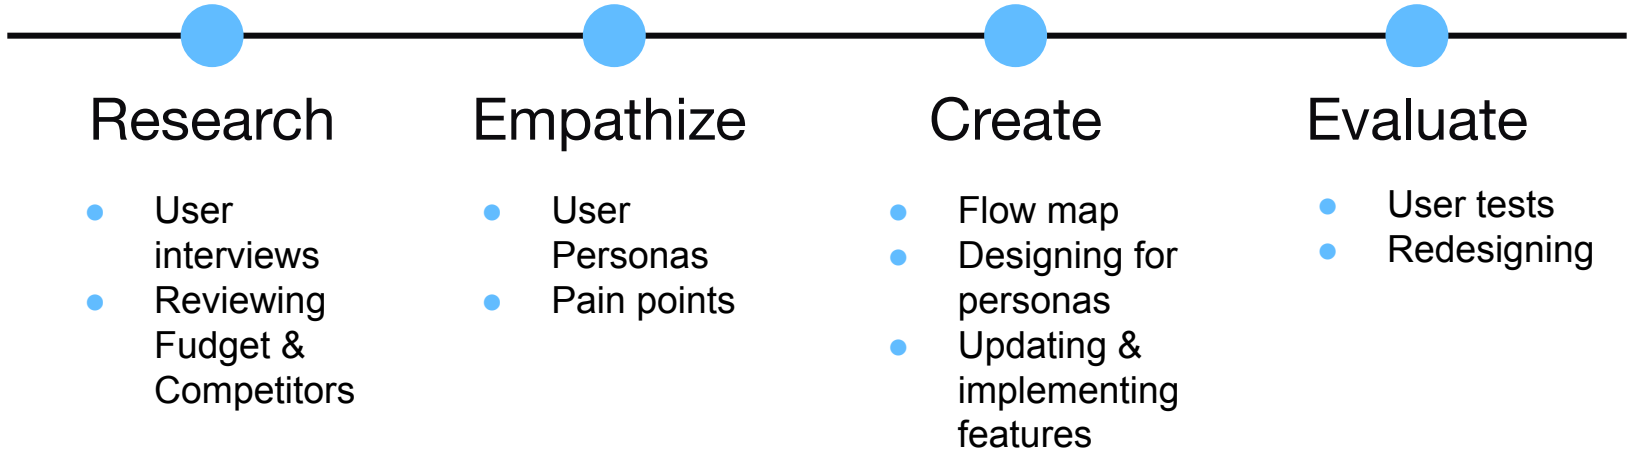 Research
User
interviews
Reviewing
Fudget &
Competitors
Empathize
User
Personas
Pain points
Create
Flow map
Designing for
personas
Updating &
implementing
features
Evaluate
User tests
Redesigning